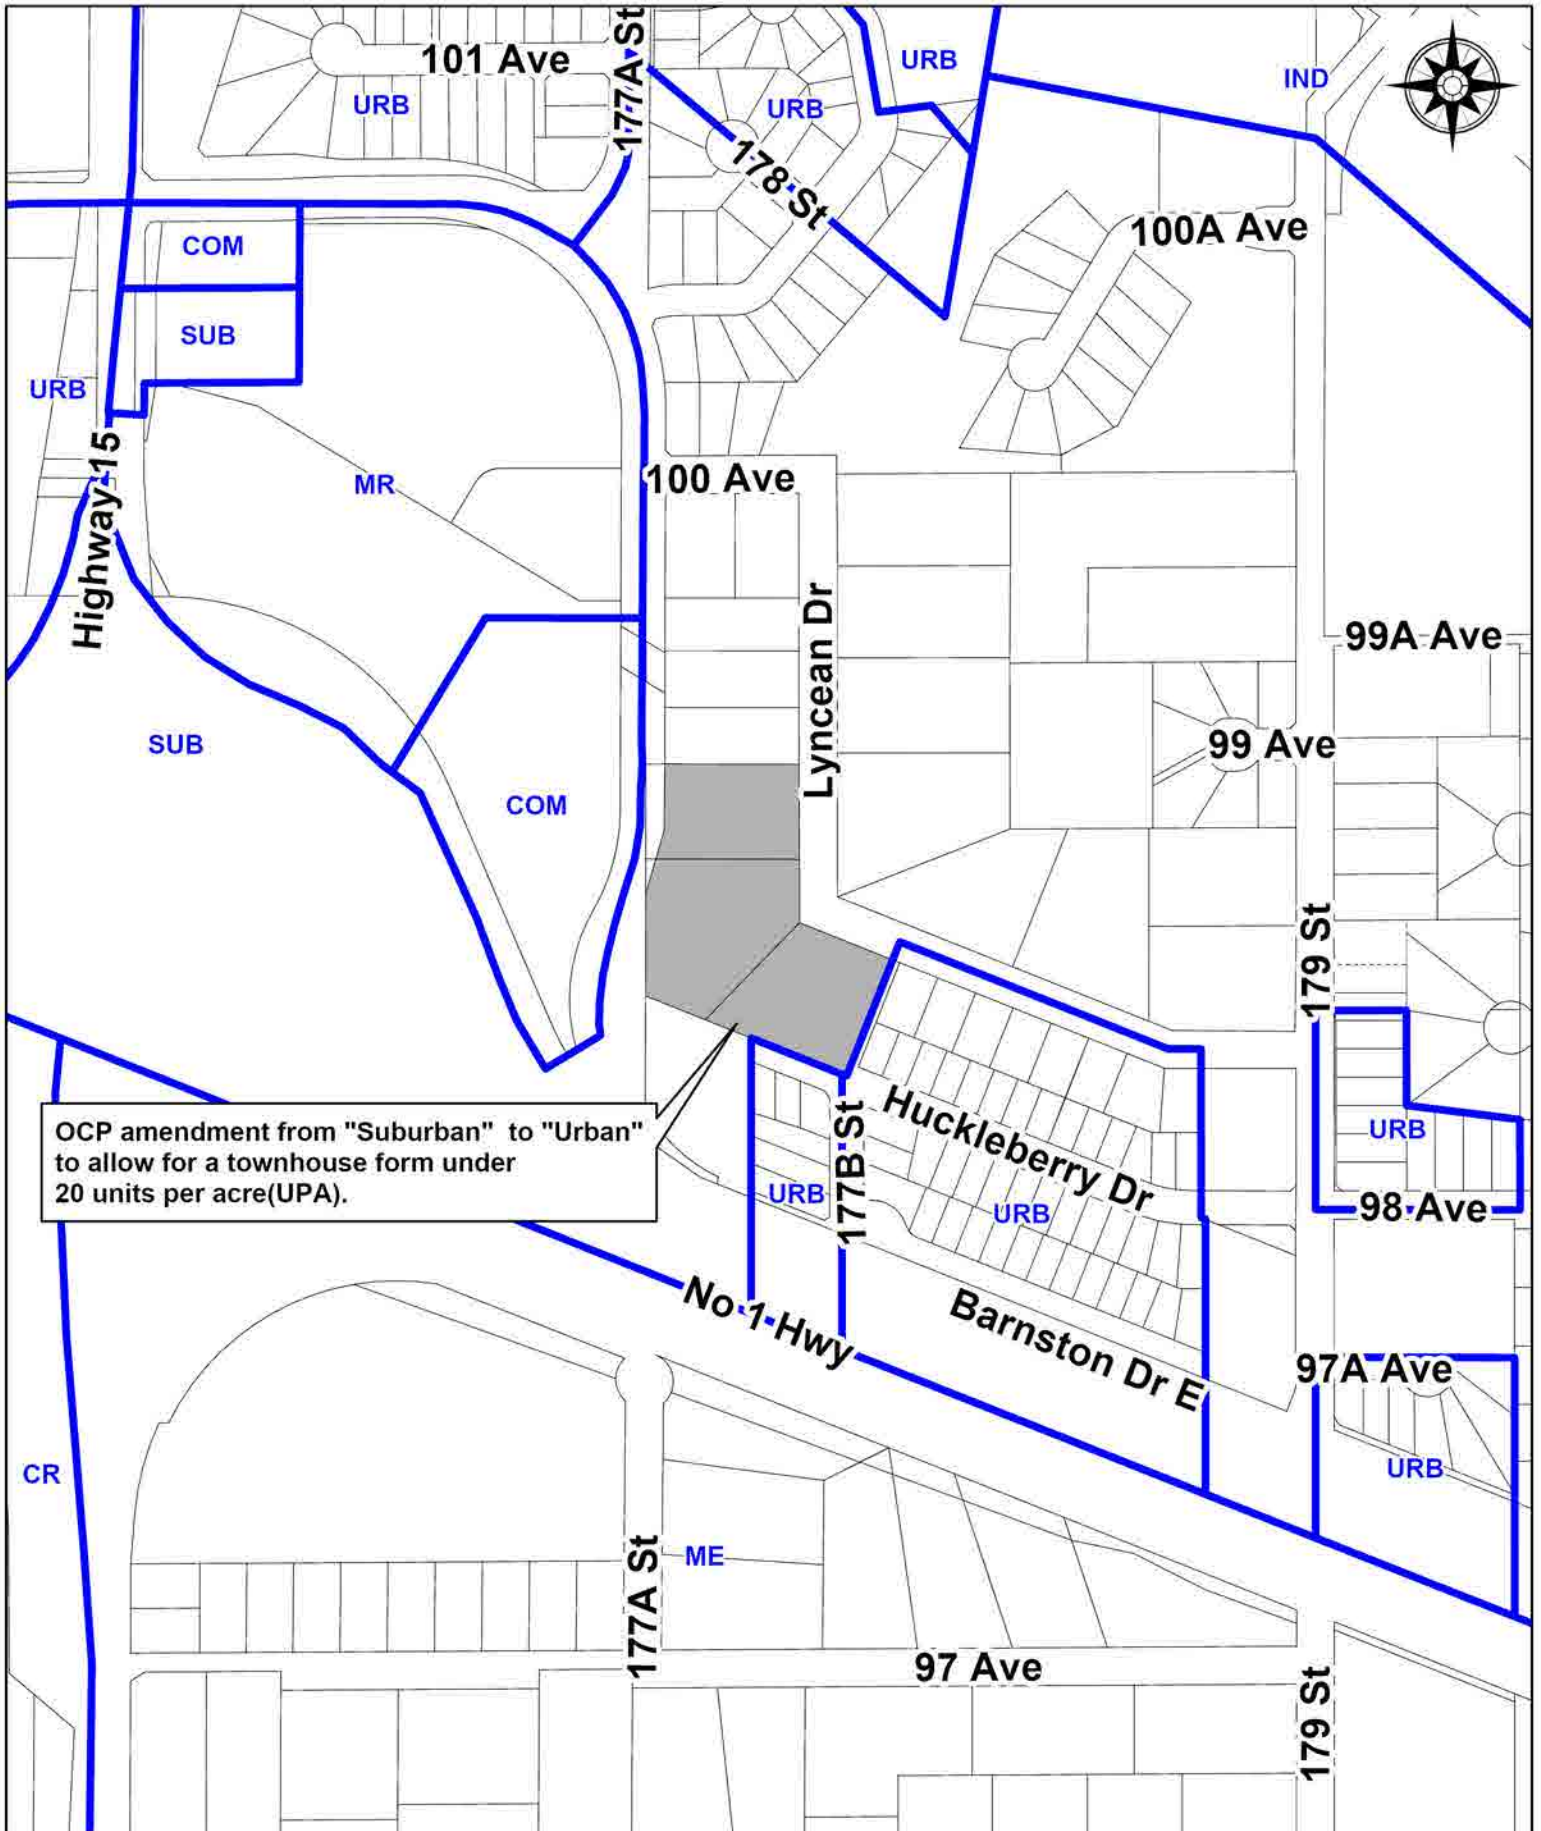 101 Ave
177A St
URB
URB
URB
IND
178 St
100A Ave
COM
SUB
URB
Highway 15
MR
100 Ave
Lyncean Dr
99A Ave
99 Ave
SUB
COM
179 St
OCP amendment from "Suburban"  to "Urban"
to allow for a townhouse form under
20 units per acre(UPA).
Huckleberry Dr
177B St
URB
URB
URB
98 Ave
No 1 Hwy
Barnston Dr E
97A Ave
URB
CR
177A St
ME
97 Ave
179 St